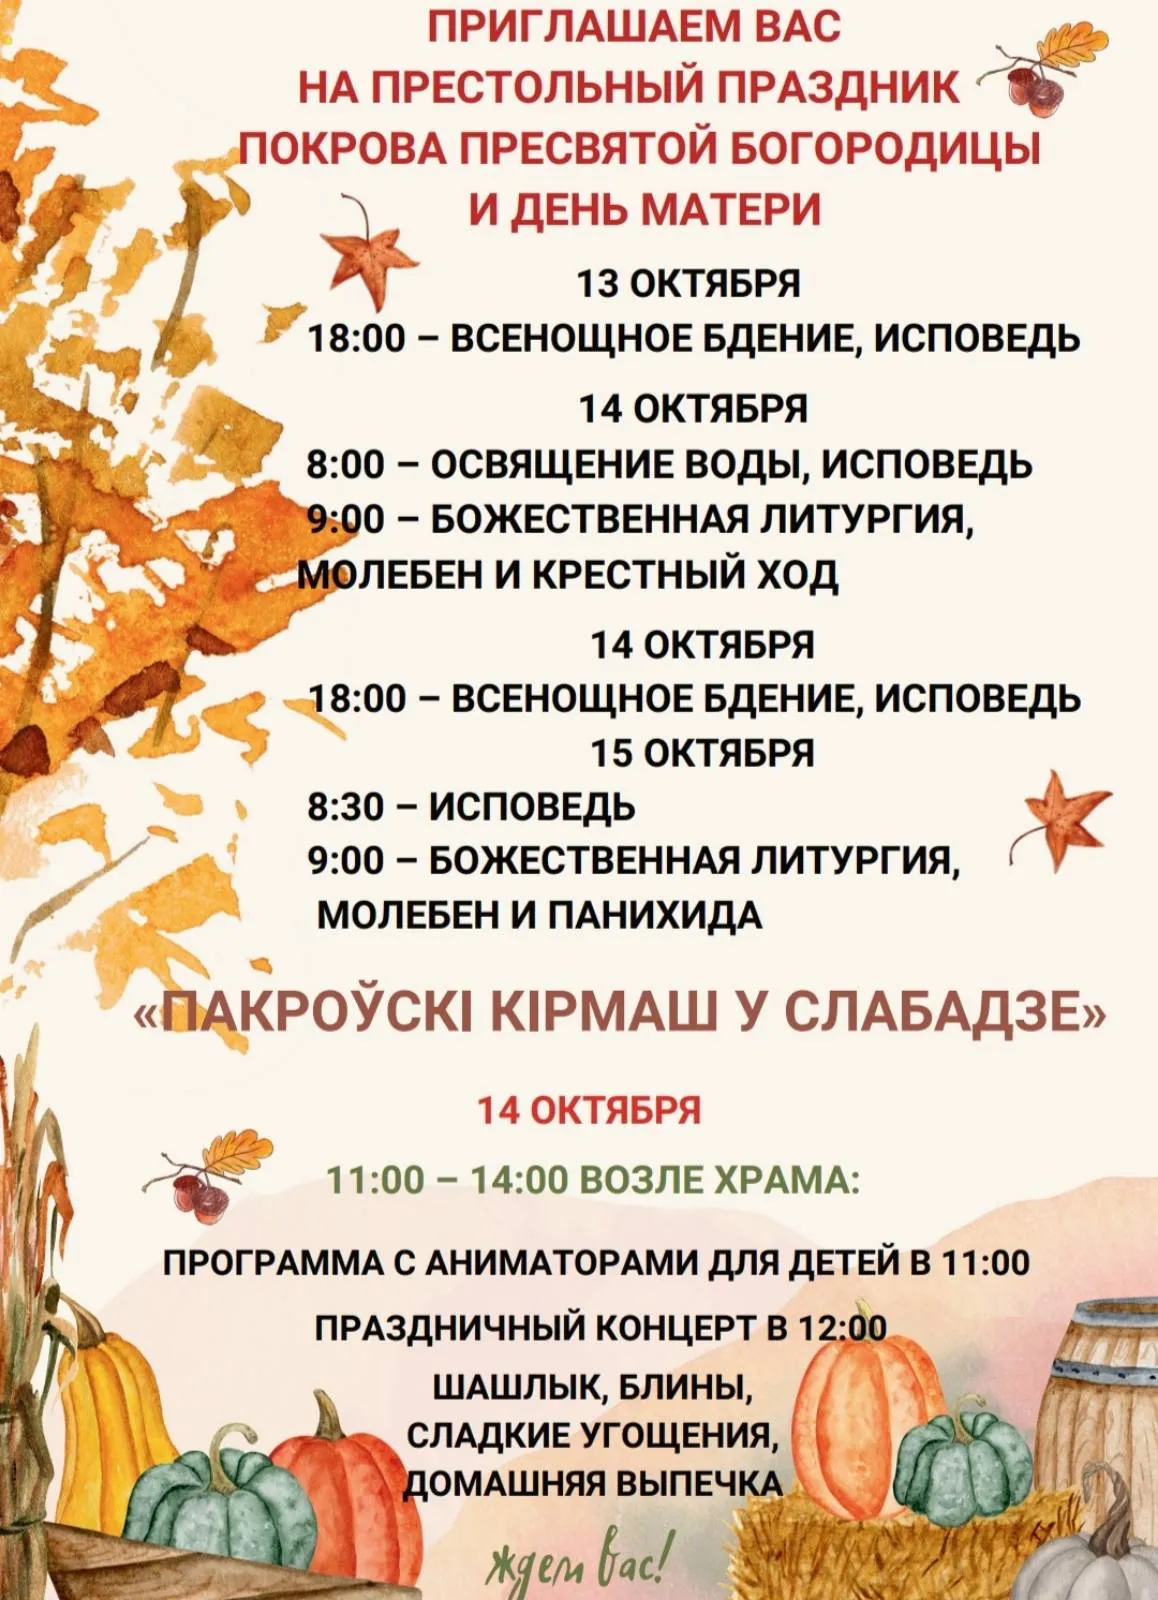 ПРИГЛАШАЕМ ВАС
НА ПРЕСТОЛЬНЫЙ ПРАЗДНИК
ПОКРОВА ПРЕСВЯТОЙ БОГОРОДИЦЫ
И ДЕНЬ МАТЕРИ
13 ОКТЯБРЯ
18:00 – ВСЕНОЩНОЕ БДЕНИЕ, ИСПОВЕДЬ
14 ОКТЯБРЯ
8:00 – ОСВЯЩЕНИЕ ВОДЫ, ИСПОВЕДЬ
9:00 – БОЖЕСТВЕННАЯ ЛИТУРГИЯ,
МОЛЕБЕН И КРЕСТНЫЙ ХОД
14 ОКТЯБРЯ
18:00 – ВСЕНОЩНОЕ БДЕНИЕ, ИСПОВЕДЬ
15 ОКТЯБРЯ
8:30 – ИСПОВЕДЬ
9:00 – БОЖЕСТВЕННАЯ ЛИТУРГИЯ,
МОЛЕБЕН И ПАНИХИДА
«ПАКРОЎСКІ КІРМАШ У СЛАБАДЗЕ»
14 ОКТЯБРЯ
11:00 – 14:00 ВОЗЛЕ ХРАМА:
ПРОГРАММА С АНИМАТОРАМИ ДЛЯ ДЕТЕЙ В 11:00
ПРАЗДНИЧНЫЙ КОНЦЕРТ В 12:00
ШАШЛЫК, БЛИНЫ,
СЛАДКИЕ УГОЩЕНИЯ,
ДОМАШНЯЯ ВЫПЕЧКА
ждем вас!